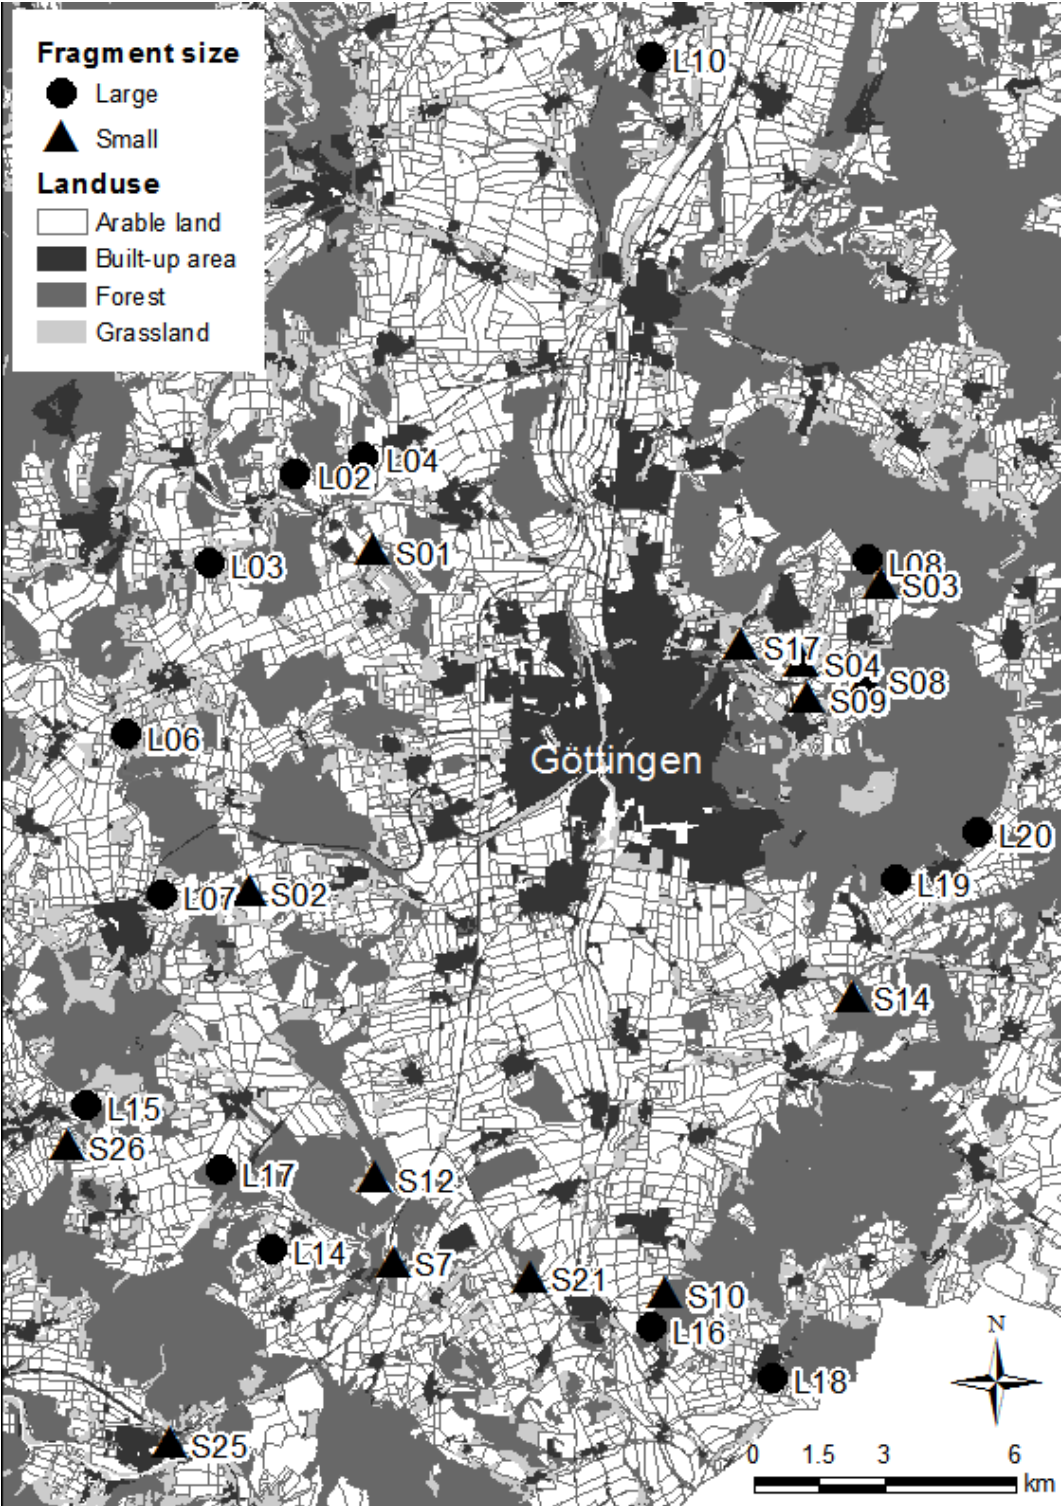 Fragment size
Large
Small
Landuse
Arable land
Built-up area
Forest
Grassland
L10
L04
L02
S01
L03
L08
S03
S17
S04
S08
S09
L06
Göttingen
L20
L19
L07
S02
S14
L15
S26
L17
S12
L14
S7
S21
S10
L16
L18
S25
N
0 1.5 3 6
km